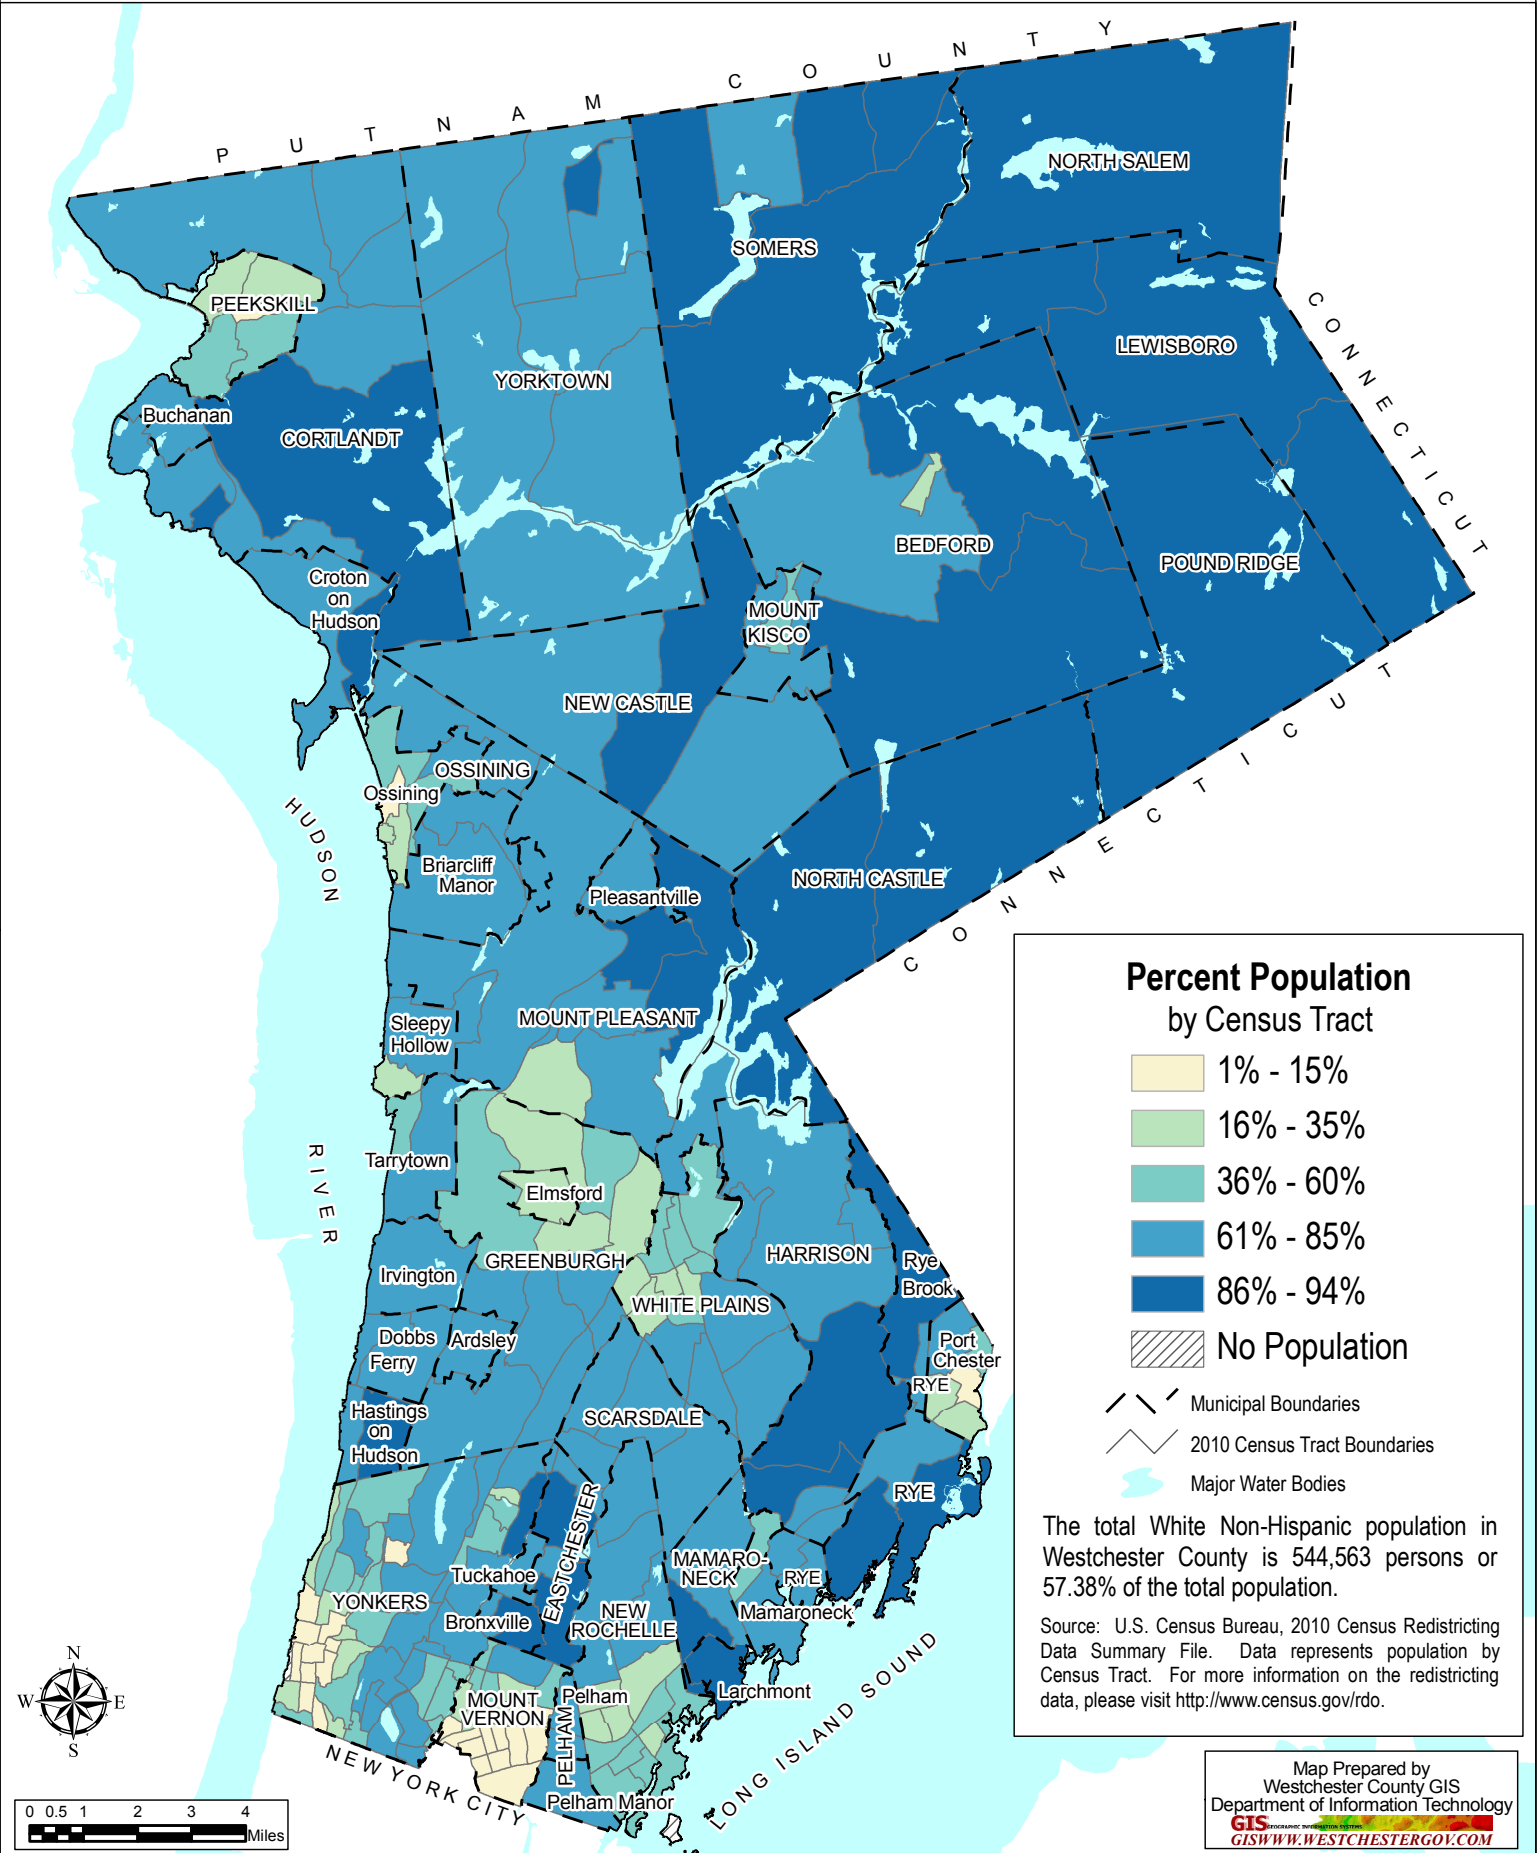 PUTNAM COUNTY
NORTH SALEM
SOMERS
PEEKSKILL
LEWISBORO
CONNECTICUT
YORKTOWN
Buchanan
CORTLANDT
BEDFORD
POUND RIDGE
Croton
on
Hudson
MOUNT
KISCO
NEW CASTLE
CONNECTICUT
OSSINING
Ossining
HUDSON
Briarcliff
Manor
Pleasantville
NORTH CASTLE
MOUNT PLEASANT
Sleepy
Hollow
RIVER
Tarrytown
Elmsford
GREENBURGH
HARRISON
Rye
Brook
Irvington
WHITE PLAINS
Dobbs
Ferry
Ardsley
Port
Chester
RYE
Hastings
on
Hudson
SCARSDALE
RYE
EASTCHESTER
Tuckahoe
MAMARO-
NECK
RYE
YONKERS
Bronxville
NEW
ROCHELLE
Mamaroneck
MOUNT
VERNON
Pelham
PELHAM
Larchmont
Pelham Manor
NEW YORK CITY
LONG ISLAND SOUND
N
W E
S
0 0.5 1 2 3 4
Miles
Percent Population
by Census Tract
1% - 15%
16% - 35%
36% - 60%
61% - 85%
86% - 94%
No Population
Municipal Boundaries
2010 Census Tract Boundaries
Major Water Bodies
The total White Non-Hispanic population in
Westchester County is 544,563 persons or
57.38% of the total population.
Source: U.S. Census Bureau, 2010 Census Redistricting
Data Summary File. Data represents population by
Census Tract. For more information on the redistricting
data, please visit http://www.census.gov/rdo.
Map Prepared by
Westchester County GIS
Department of Information Technology
GIS GEOGRAPHIC INFORMATION SYSTEMS
GISWWW.WESTCHESTERGOV.COM